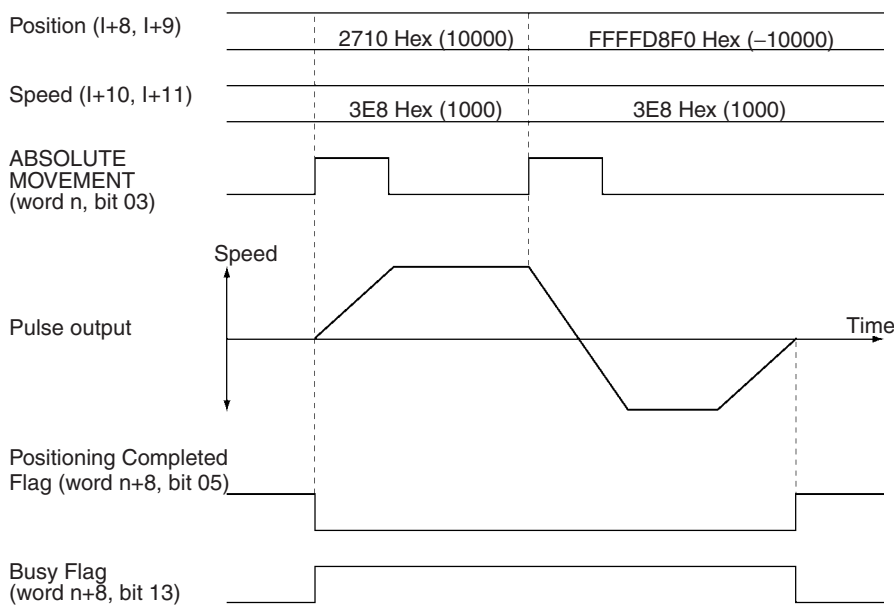 Position (I+8, I+9)
2710 Hex (10000)
FFFFD8F0 Hex (−10000)
Speed (I+10, I+11)
3E8 Hex (1000)
3E8 Hex (1000)
ABSOLUTE
MOVEMENT
(word n, bit 03)
Speed
Pulse output
Time
Positioning Completed
Flag (word n+8, bit 05)
Busy Flag
(word n+8, bit 13)